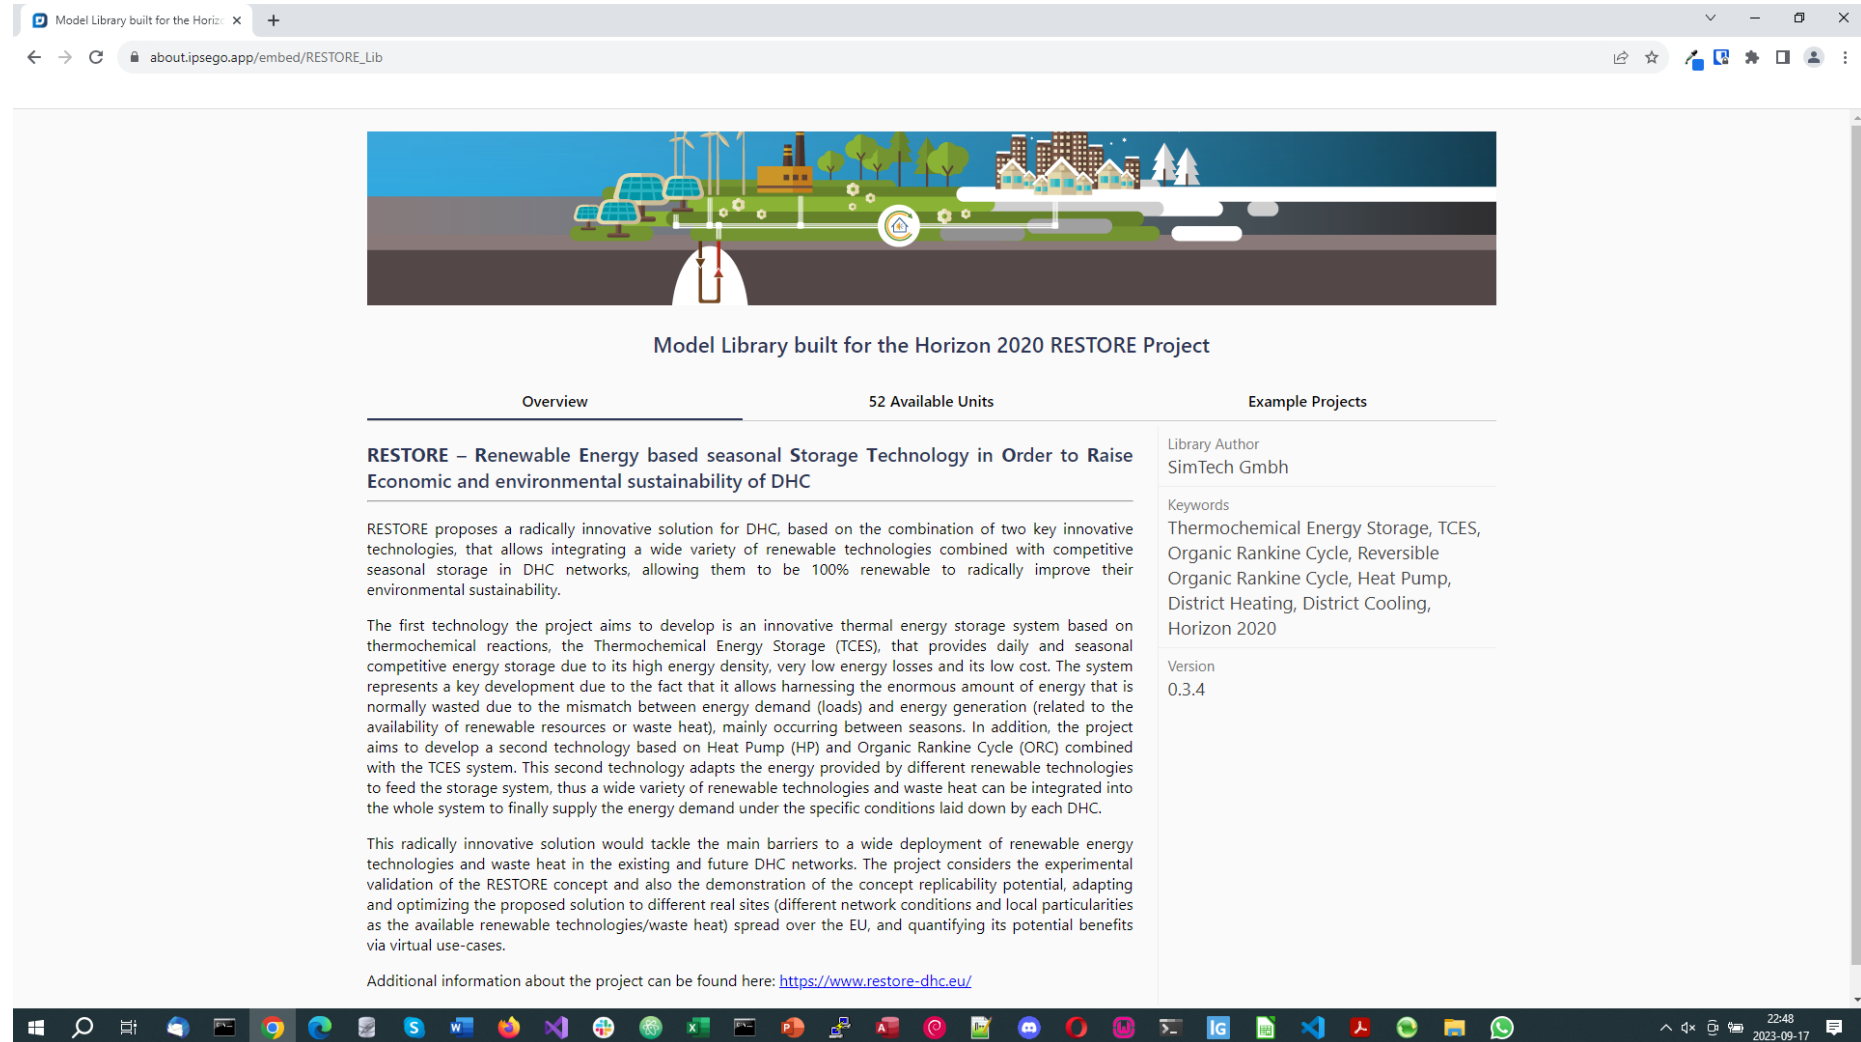 Model Library built for the Horizo
about.ipsego.app/embed/RESTORE_Lib
Model Library built for the Horizon 2020 RESTORE Project
Overview
52 Available Units
Example Projects
RESTORE – Renewable Energy based seasonal Storage Technology in Order to Raise
Economic and environmental sustainability of DHC
RESTORE proposes a radically innovative solution for DHC, based on the combination of two key innovative
technologies, that allows integrating a wide variety of renewable technologies combined with competitive
seasonal storage in DHC networks, allowing them to be 100% renewable to radically improve their
environmental sustainability.
The first technology the project aims to develop is an innovative thermal energy storage system based on
thermochemical reactions, the Thermochemical Energy Storage (TCES), that provides daily and seasonal
competitive energy storage due to its high energy density, very low energy losses and its low cost. The system
represents a key development due to the fact that it allows harnessing the enormous amount of energy that is
normally wasted due to the mismatch between energy demand (loads) and energy generation (related to the
availability of renewable resources or waste heat), mainly occurring between seasons. In addition, the project
aims to develop a second technology based on Heat Pump (HP) and Organic Rankine Cycle (ORC) combined
with the TCES system. This second technology adapts the energy provided by different renewable technologies
to feed the storage system, thus a wide variety of renewable technologies and waste heat can be integrated into
the whole system to finally supply the energy demand under the specific conditions laid down by each DHC.
This radically innovative solution would tackle the main barriers to a wide deployment of renewable energy
technologies and waste heat in the existing and future DHC networks. The project considers the experimental
validation of the RESTORE concept and also the demonstration of the concept replicability potential, adapting
and optimizing the proposed solution to different real sites (different network conditions and local particularities
as the available renewable technologies/waste heat) spread over the EU, and quantifying its potential benefits
via virtual use-cases.
Additional information about the project can be found here: https://www.restore-dhc.eu/
Library Author
SimTech Gmbh
Keywords
Thermochemical Energy Storage, TCES,
Organic Rankine Cycle, Reversible
Organic Rankine Cycle, Heat Pump,
District Heating, District Cooling,
Horizon 2020
Version
0.3.4
IG
22:48
2023-09-17